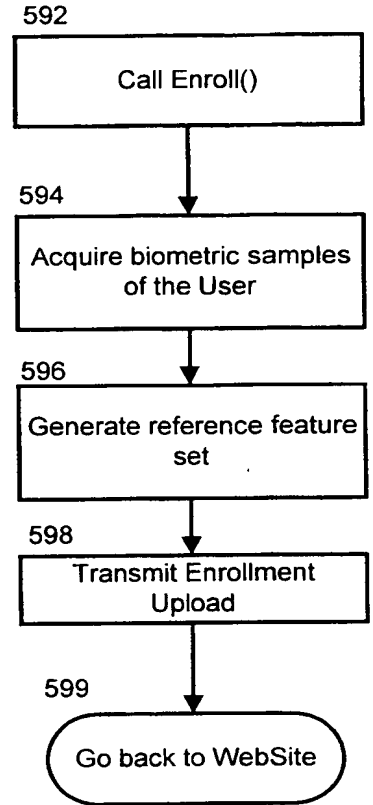 592
Call Enroll()
594
Acquire biometric samples
of the User
596
Generate reference feature
set
598
Transmit Enrollment
Upload
599
Go back to WebSite